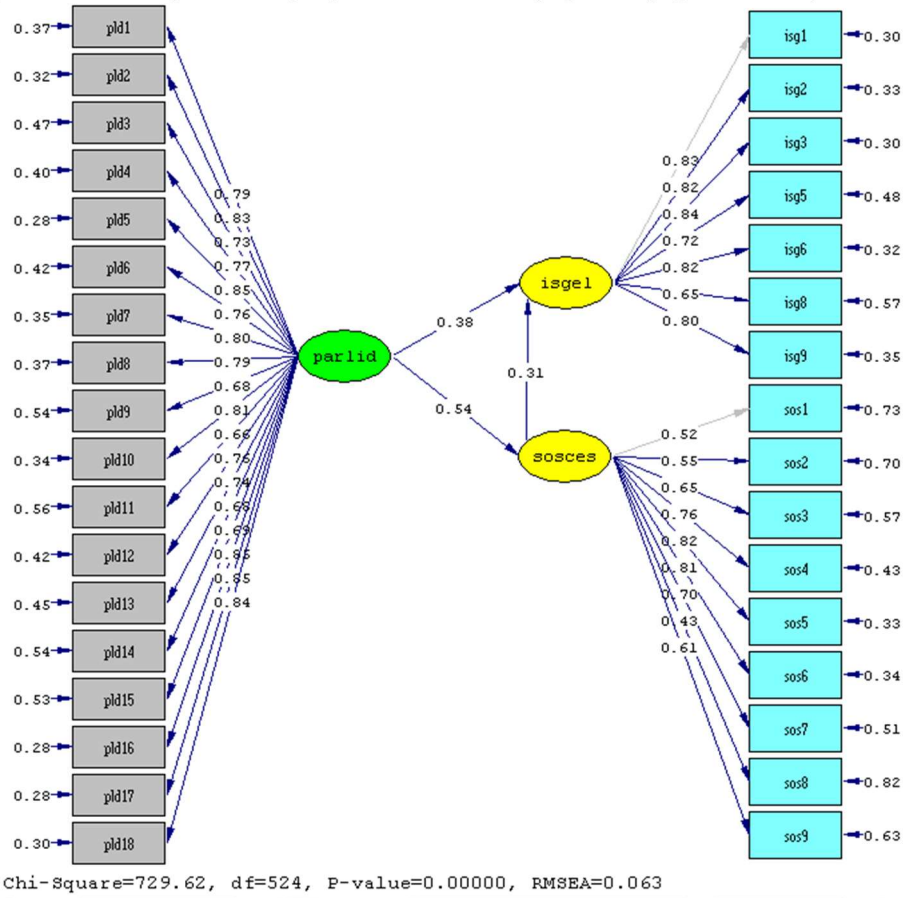 0.37 pld1
0.32 pld2
0.47 pld3
0.40 pld4
0.28 pld5
0.42 pld6
0.35 pld7
0.37 pld8
0.54 pld9
0.34 pld10
0.56 pld11
0.42 pld12
0.45 pld13
0.54 pld14
0.53 pld15
0.28 pld16
0.28 pld17
0.30 pld18
0.79
0.83
0.73
0.77
0.85
0.76
0.80
0.79
0.68
0.81
0.66
0.76
0.74
0.68
0.69
0.85
0.85
0.84
parlid
0.38
0.54
isgel
0.31
sosces
0.83
0.82
0.84
0.72
0.82
0.65
0.80
0.52
0.55
0.65
0.76
0.82
0.81
0.70
0.43
0.61
isg1 0.30
isg2 0.33
isg3 0.30
isg5 0.48
isg6 0.32
isg8 0.57
isg9 0.35
sos1 0.73
sos2 0.70
sos3 0.57
sos4 0.43
sos5 0.33
sos6 0.34
sos7 0.51
sos8 0.82
sos9 0.63
Chi-Square=729.62, df=524, P-value=0.00000, RMSEA=0.063